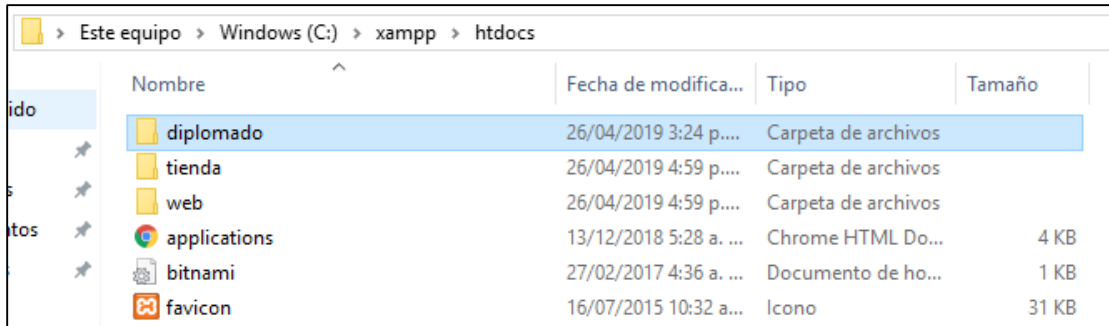 Este equipo > Windows (C:) > xampp > htdocs
Nombre Fecha de modifica... Tipo Tamaño
ido
diplomado 26/04/2019 3:24 p.... Carpeta de archivos
tienda 26/04/2019 4:59 p.... Carpeta de archivos
s web 26/04/2019 4:59 p.... Carpeta de archivos
ntos applications 13/12/2018 5:28 a. ... Chrome HTML Do... 4 KB
bitnami 27/02/2017 4:36 a. ... Documento de ho... 1 KB
favicon 16/07/2015 10:32 a... Icono 31 KB